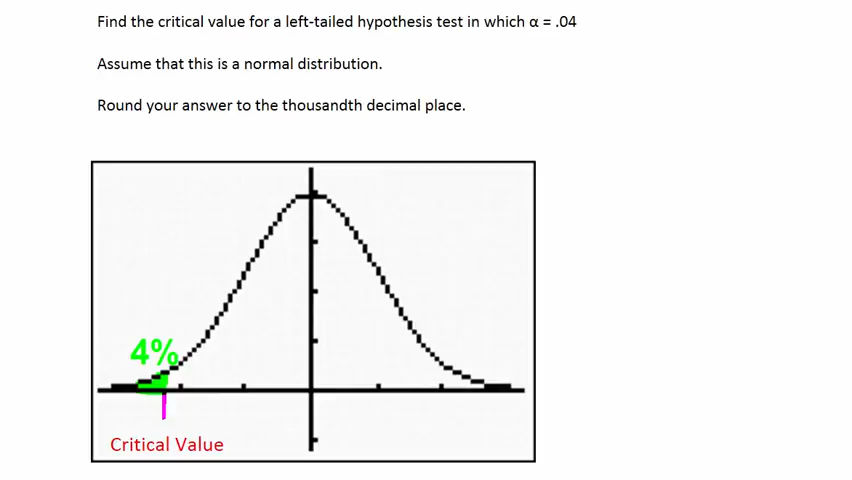 Find the critical value for a left-tailed hypothesis test in which α = .04
Assume that this is a normal distribution.
Round your answer to the thousandth decimal place.
4%
Critical Value